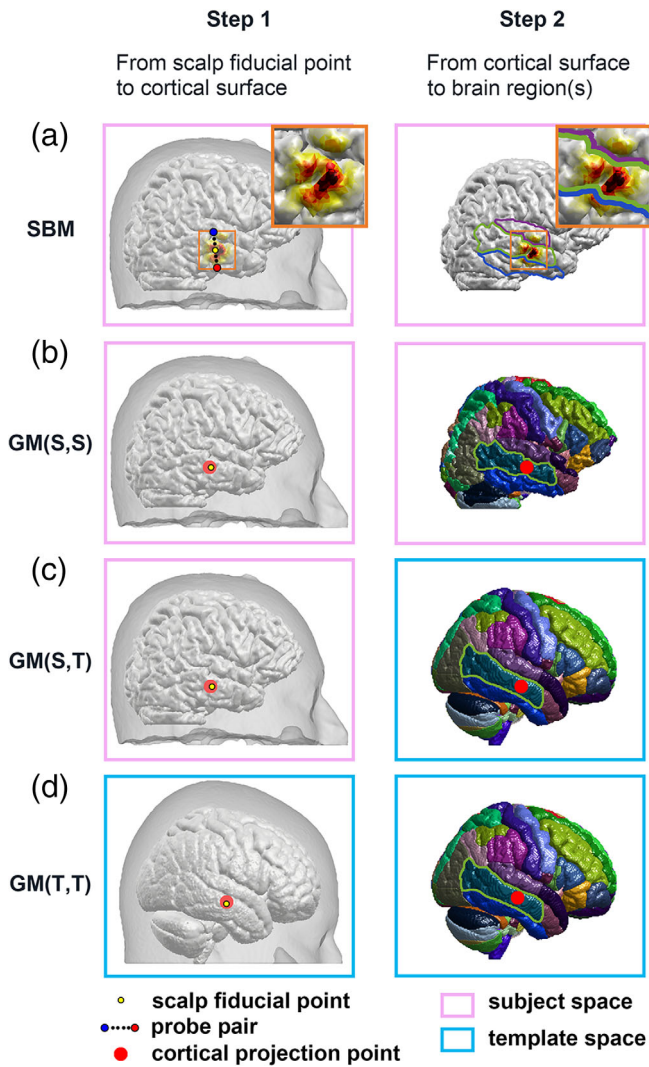 Step 1
Step 2
From scalp fiducial point
to cortical surface
From cortical surface
to brain region(s)
(a)
SBM
(b)
GM(S,S)
(c)
GM(S,T)
(d)
GM(T,T)
scalp fiducial point
probe pair
cortical projection point
subject space
template space